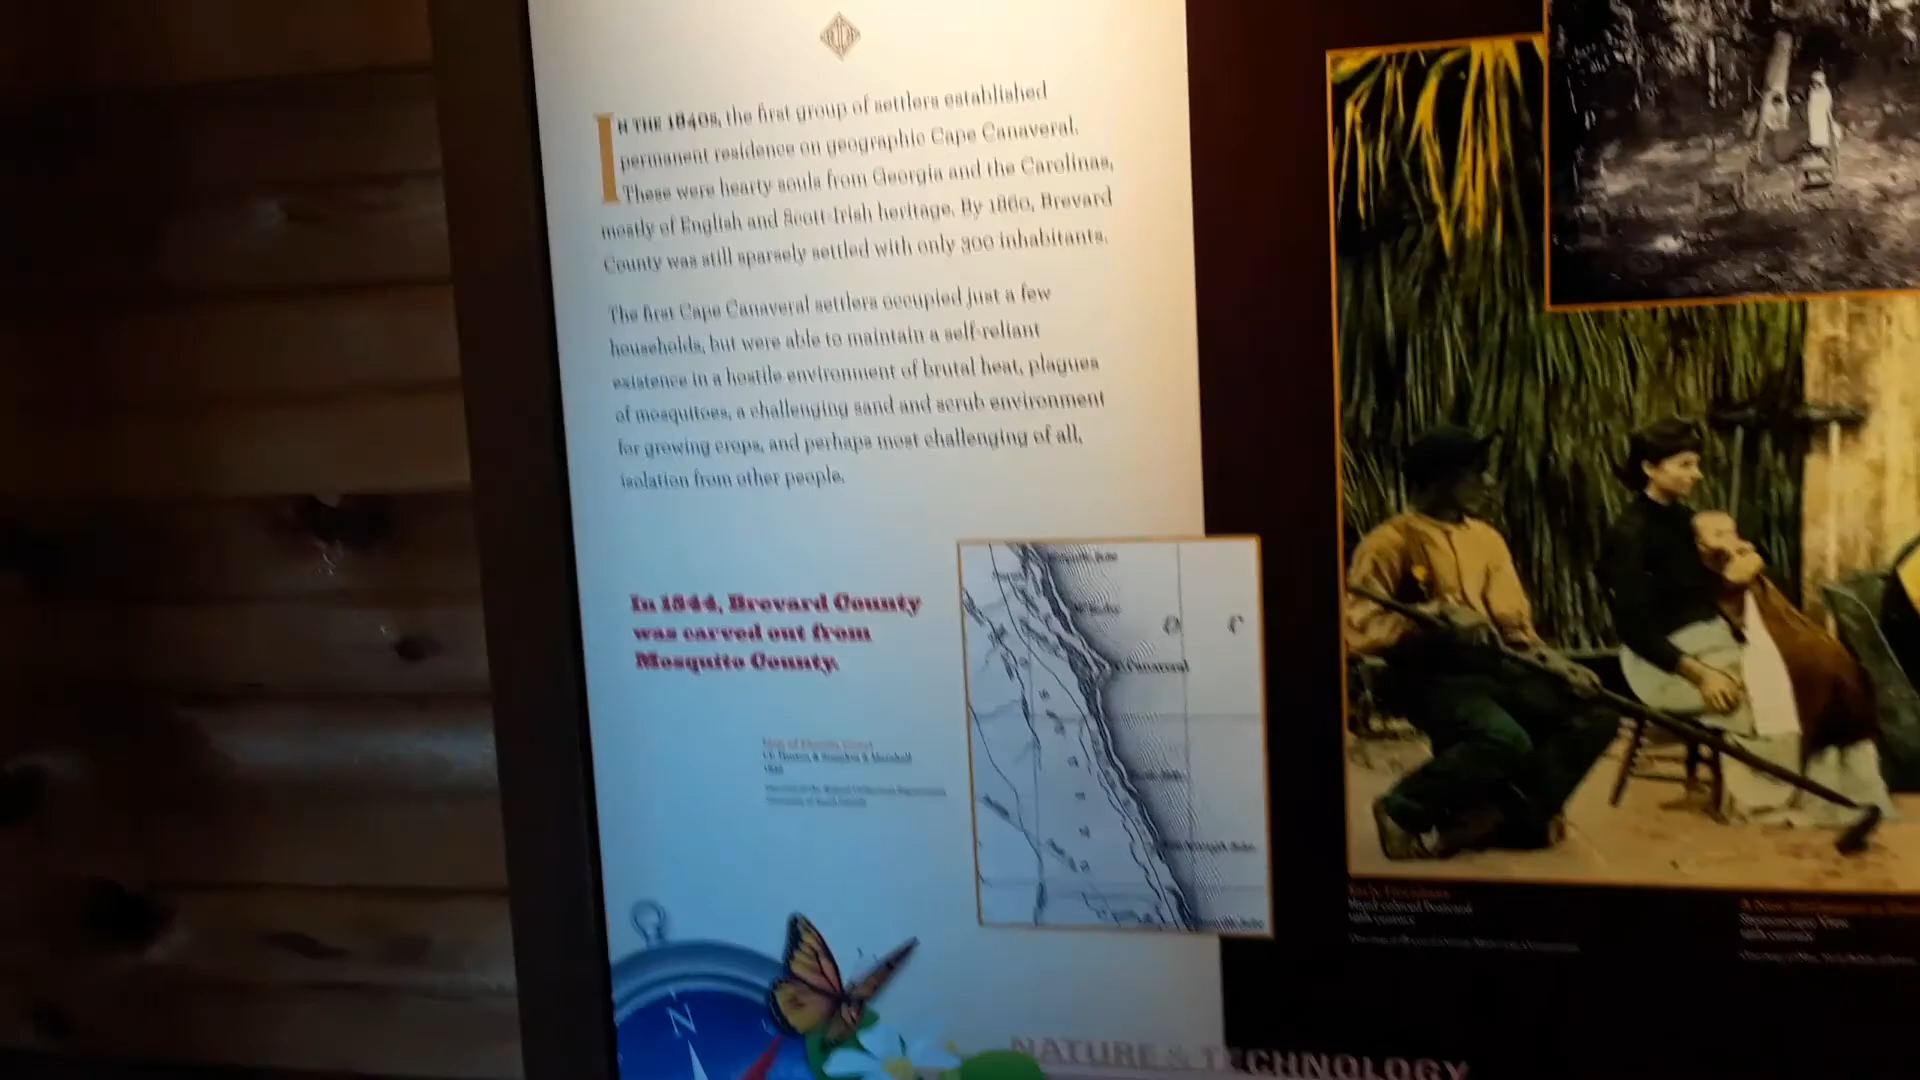 IN THE 1840s, the first group of settlers established
permanent residence on geographic Cape Canaveral.
These were hearty souls from Georgia and the Carolinas,
mostly of English and Scott-Irish heritage. By 1860, Brevard
County was still sparsely settled with only 300 inhabitants.
The first Cape Canaveral settlers occupied just a few
households, but were able to maintain a self-reliant
existence in a hostile environment of brutal heat, plagues
of mosquitoes, a challenging sand and scrub environment
for growing crops, and perhaps most challenging of all,
isolation from other people.
In 1844, Brevard County
was carved out from
Mosquito County.
O C
Canaveral
N
NATURE & TECHNOLOGY